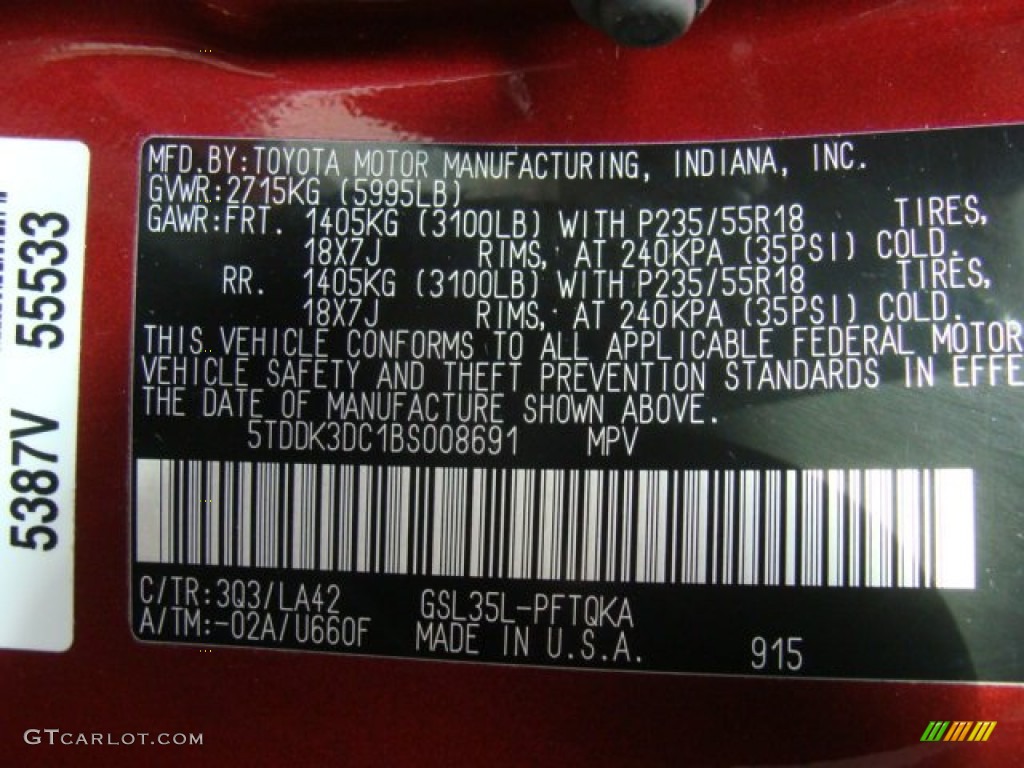 MFD.BY:TOYOTA MOTOR MANUFACTURING, INDIANA, INC.
GVWR:2715KG (5995LB)
GAWR:FRT. 1405KG (3100LB) WITH P235/55R18 TIRES,
18X7J RIMS, AT 240KPA (35PSI) COLD.
RR. 1405KG (3100LB) WITH P235/55R18 TIRES,
18X7J RIMS, AT 240KPA (35PSI) COLD.
THIS VEHICLE CONFORMS TO ALL APPLICABLE FEDERAL MOTOR
VEHICLE SAFETY AND THEFT PREVENTION STANDARDS IN EFFE
THE DATE OF MANUFACTURE SHOWN ABOVE.
5TDDK3DC1BS008691 MPV
C/TR:3Q3/LA42 GSL35L-PFTQKA
A/TM:-02A/U660F MADE IN U.S.A. 915
5387V 55533
GTCARLOT.COM